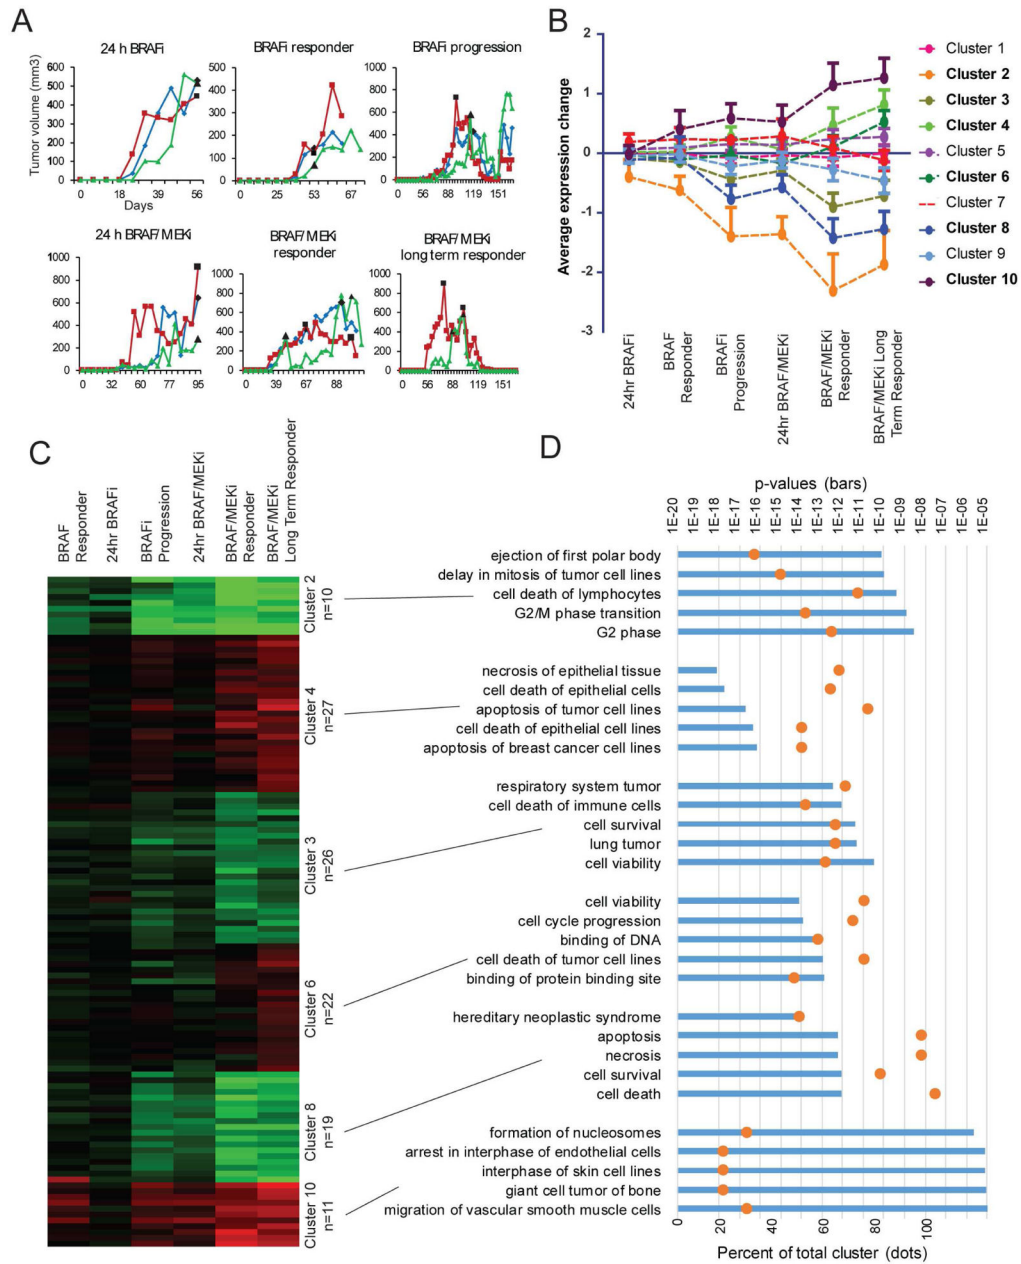 A
24 h BRAFi
BRAFi responder
BRAFi progression
Tumor volume (mm3)
600
500
400
300
200
100
0
0 18 39 56
Days
500
400
300
200
100
0
0 25 53 67
1000
800
600
400
200
0
0 56 88 119 151
24 h BRAF/MEKi
BRAF/MEKi
responder
BRAF/MEKi
long term responder
1000
800
600
400
200
0
0 32 60 77 95
1000
800
600
400
200
0
0 39 67 88
1000
800
600
400
200
0
0 56 88 119 151
B
Average expression change
2
1
0
-1
-2
-3
24hr BRAFi
BRAF
Responder
BRAFi
Progression
24hr BRAF/MEKi
BRAF/MEKi
Responder
BRAF/MEKi Long
Term Responder
Cluster 1
Cluster 2
Cluster 3
Cluster 4
Cluster 5
Cluster 6
Cluster 7
Cluster 8
Cluster 9
Cluster 10
C
BRAF
Responder
24hr BRAFi
BRAFi
Progression
24hr BRAF/MEKi
BRAF/MEKi
Responder
BRAF/MEKi
Long Term Responder
Cluster 2
n=10
Cluster 4
n=27
Cluster 3
n=26
Cluster 6
n=22
Cluster 8
n=19
Cluster 10
n=11
D
p-values (bars)
1E-20 1E-19 1E-18 1E-17 1E-16 1E-15 1E-14 1E-13 1E-12 1E-11 1E-10 1E-09 1E-08 1E-07 1E-06 1E-05
ejection of first polar body
delay in mitosis of tumor cell lines
cell death of lymphocytes
G2/M phase transition
G2 phase
necrosis of epithelial tissue
cell death of epithelial cells
apoptosis of tumor cell lines
cell death of epithelial cell lines
apoptosis of breast cancer cell lines
respiratory system tumor
cell death of immune cells
cell survival
lung tumor
cell viability
cell viability
cell cycle progression
binding of DNA
cell death of tumor cell lines
binding of protein binding site
hereditary neoplastic syndrome
apoptosis
necrosis
cell survival
cell death
formation of nucleosomes
arrest in interphase of endothelial cells
interphase of skin cell lines
giant cell tumor of bone
migration of vascular smooth muscle cells
0 20 40 60 80 100
Percent of total cluster (dots)